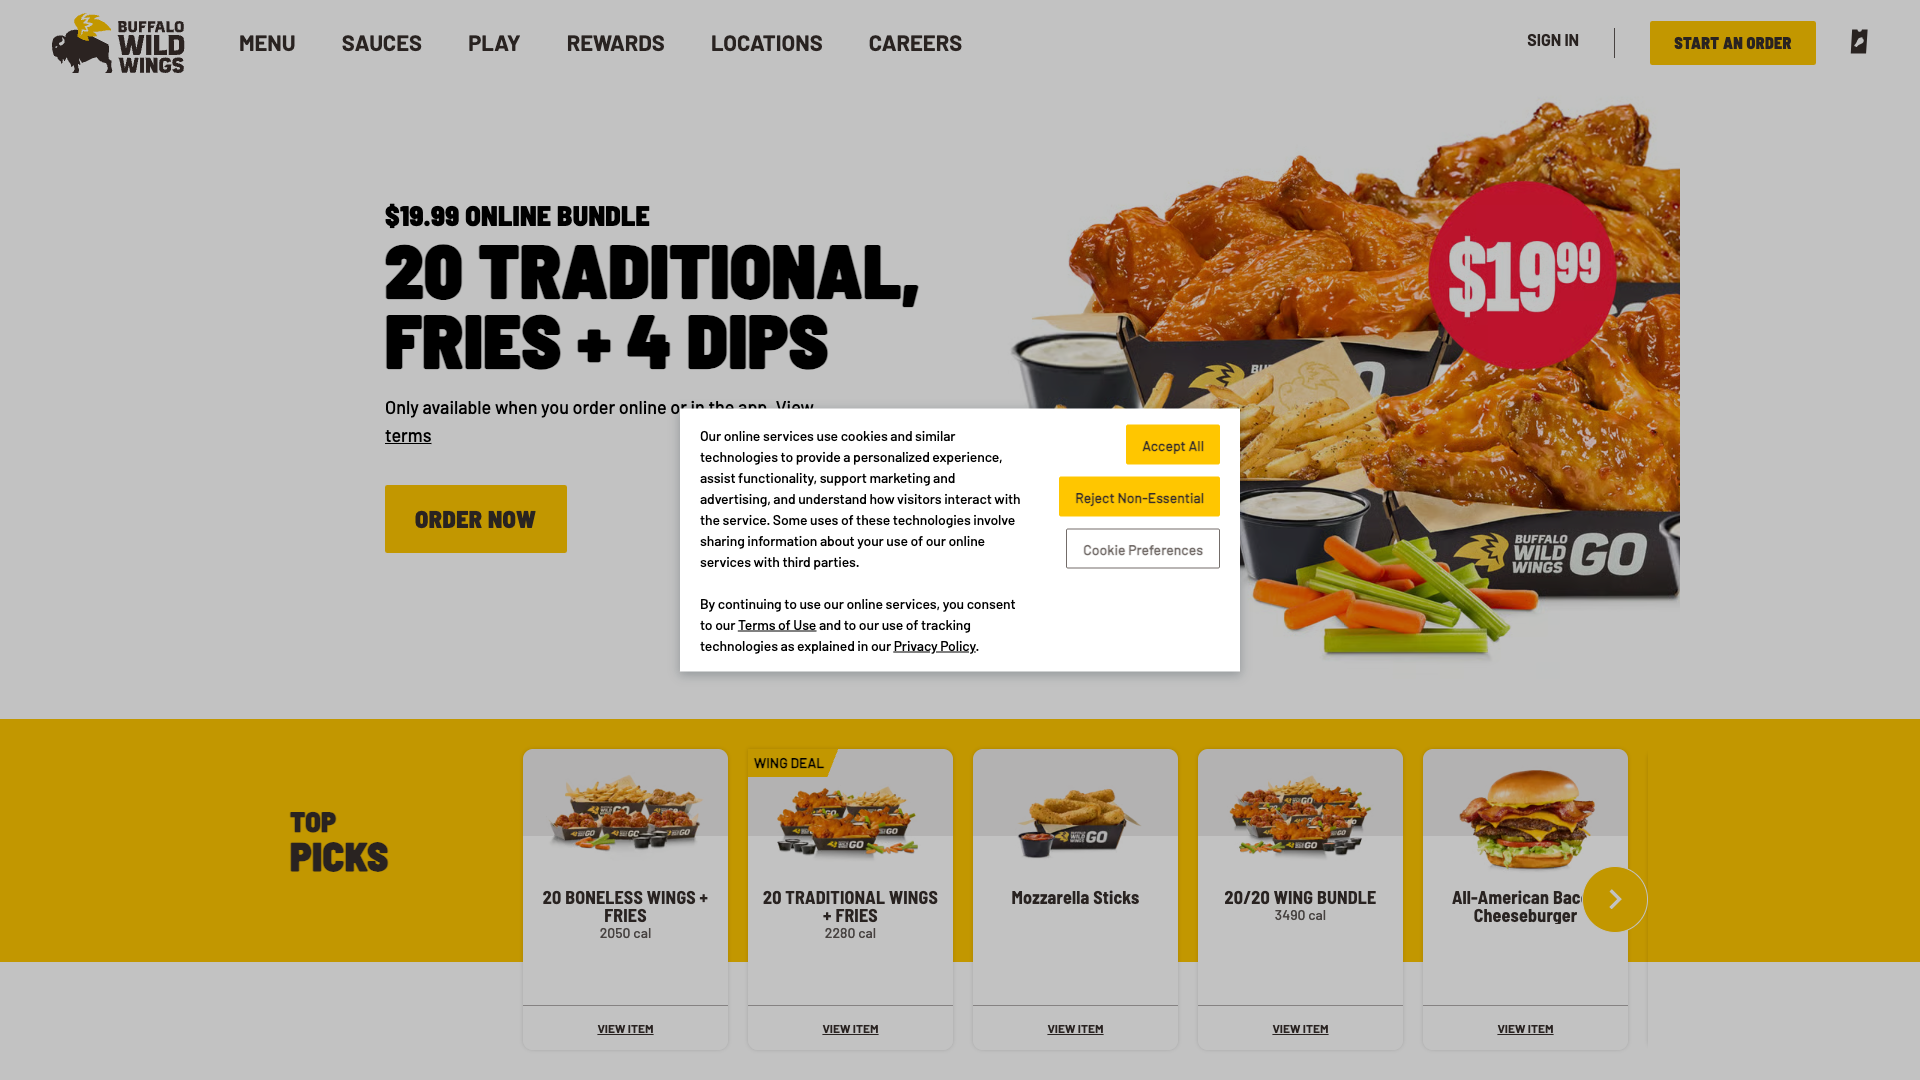 BUFFALO
WILD
WINGS
MENU
SAUCES
PLAY
REWARDS
LOCATIONS
CAREERS
SIGN IN
START AN ORDER
$19.99 ONLINE BUNDLE
20 TRADITIONAL,
FRIES + 4 DIPS
Only available when you order online or in the app. View
terms
ORDER NOW
$19.99
BUFFALO
WILD
WINGS
GO
Our online services use cookies and similar
technologies to provide a personalized experience,
assist functionality, support marketing and
advertising, and understand how visitors interact with
the service. Some uses of these technologies involve
sharing information about your use of our online
services with third parties.
By continuing to use our online services, you consent
to our Terms of Use and to our use of tracking
technologies as explained in our Privacy Policy.
Accept All
Reject Non-Essential
Cookie Preferences
TOP
PICKS
20 BONELESS WINGS +
FRIES
2050 cal
VIEW ITEM
WING DEAL
20 TRADITIONAL WINGS
+ FRIES
2280 cal
VIEW ITEM
Mozzarella Sticks
VIEW ITEM
20/20 WING BUNDLE
3490 cal
VIEW ITEM
All-American Bac
Cheeseburger
VIEW ITEM